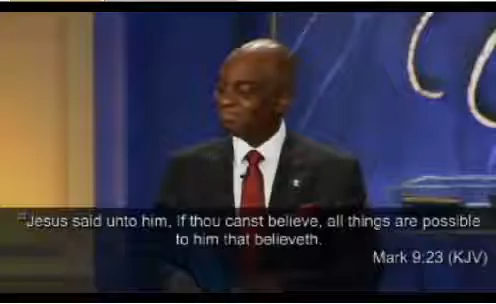 "Jesus said unto him, If thou canst believe, all things are possible
to him that believeth.
Mark 9:23 (KJV)